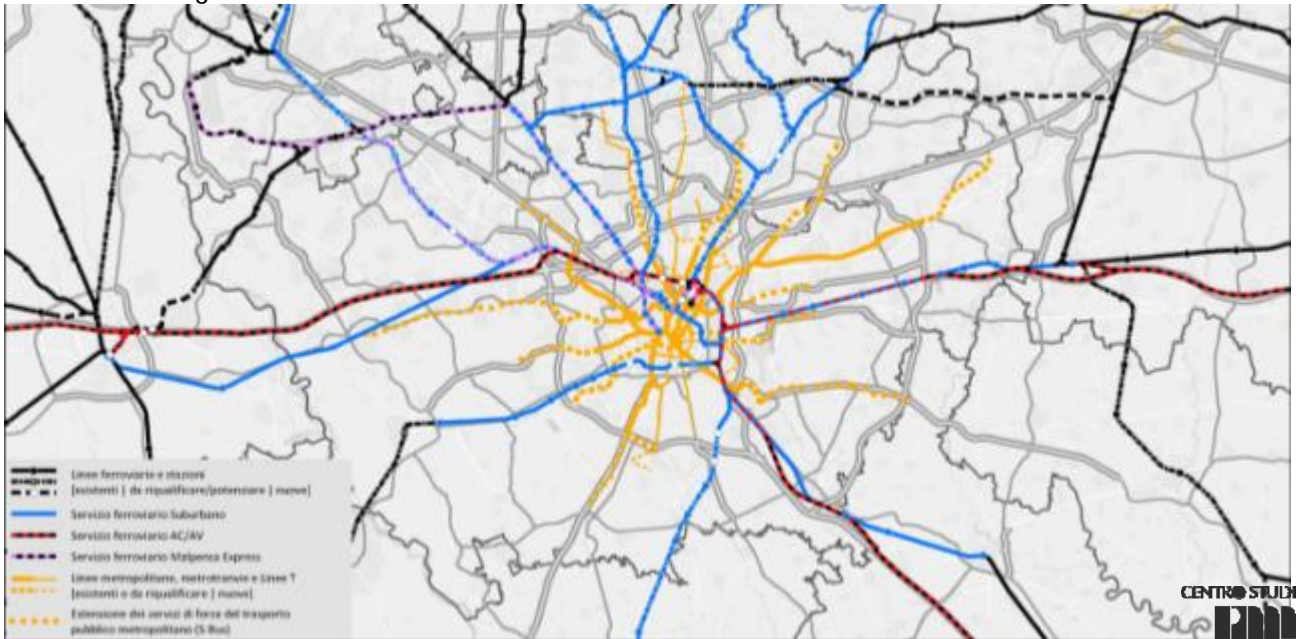 Linee ferroviarie e stazioni
[esistenti | da riqualificare/potenziare | nuove]
Servizio ferroviario Suburbano
Servizio ferroviario AC/AV
Servizio ferroviario Malpensa Express
Linee metropolitane, metrotranvie e Linee T
[esistenti o da riqualificare | nuove]
Estensione dei servizi di forza del trasporto
pubblico metropolitano (S-Bus)
CENTRO STUDI
PIM